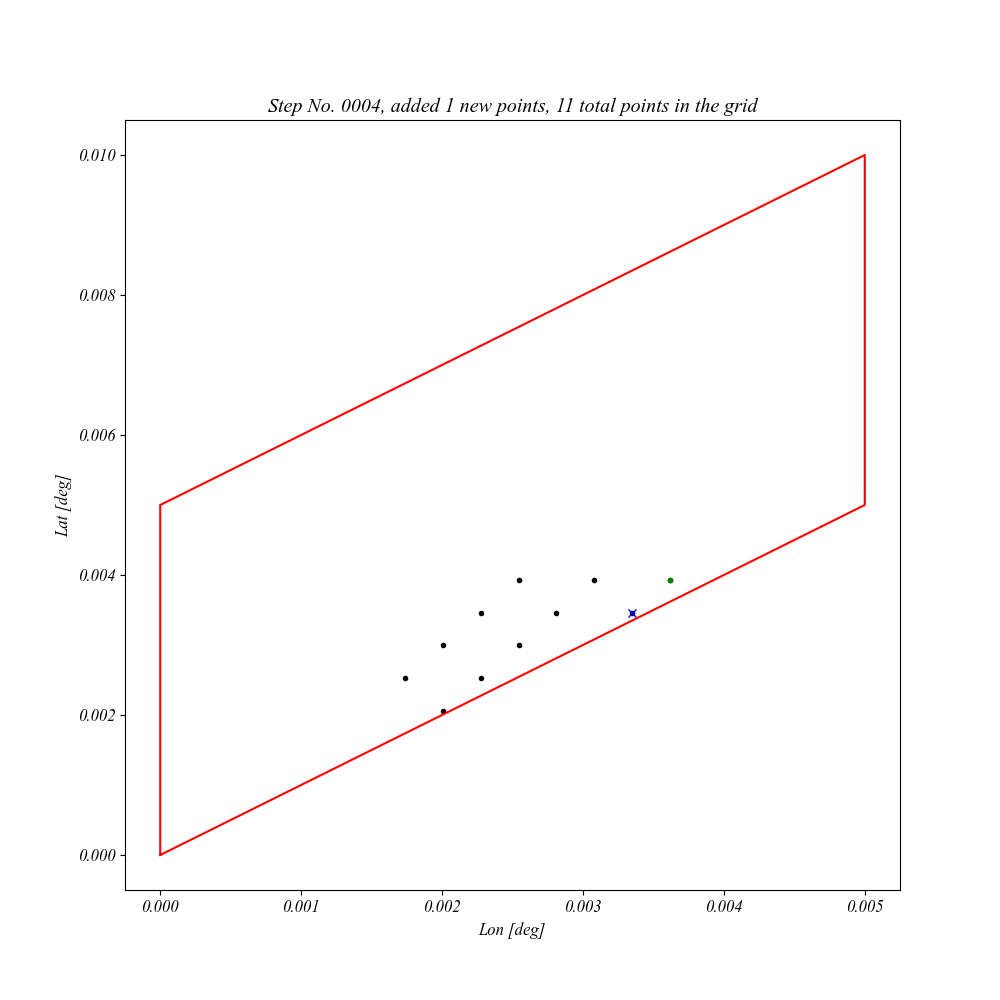 Step No. 0004, added 1 new points, 11 total points in the grid
0.010
0.008
0.006
0.004
0.002
0.000
Lat [deg]
0.000 0.001 0.002 0.003 0.004 0.005
Lon [deg]